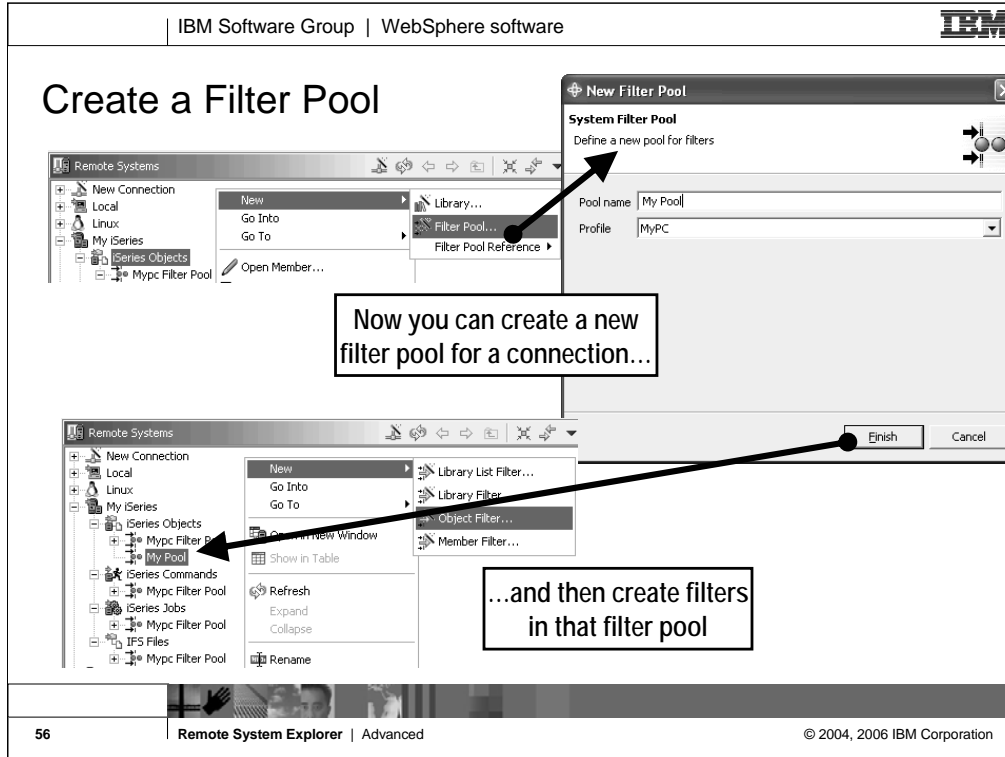 IBM Software Group | WebSphere software
IBM
Create a Filter Pool
Remote Systems
New Connection
Local
Linux
My iSeries
iSeries Objects
Mypc Filter Pool
New
Go Into
Go To
Open Member...
Library...
Filter Pool...
Filter Pool Reference
New Filter Pool
System Filter Pool
Define a new pool for filters
Pool name My Pool
Profile MyPC
Finish
Cancel
Now you can create a new
filter pool for a connection…
Remote Systems
New Connection
Local
Linux
My iSeries
iSeries Objects
Mypc Filter
My Pool
iSeries Commands
Mypc Filter Pool
iSeries Jobs
Mypc Filter Pool
IFS Files
Mypc Filter Pool
New
Go Into
Go To
Open in New Window
Show in Table
Refresh
Expand
Collapse
Rename
Library List Filter...
Library Filter...
Object Filter...
Member Filter...
…and then create filters
in that filter pool
56
Remote System Explorer | Advanced
© 2004, 2006 IBM Corporation